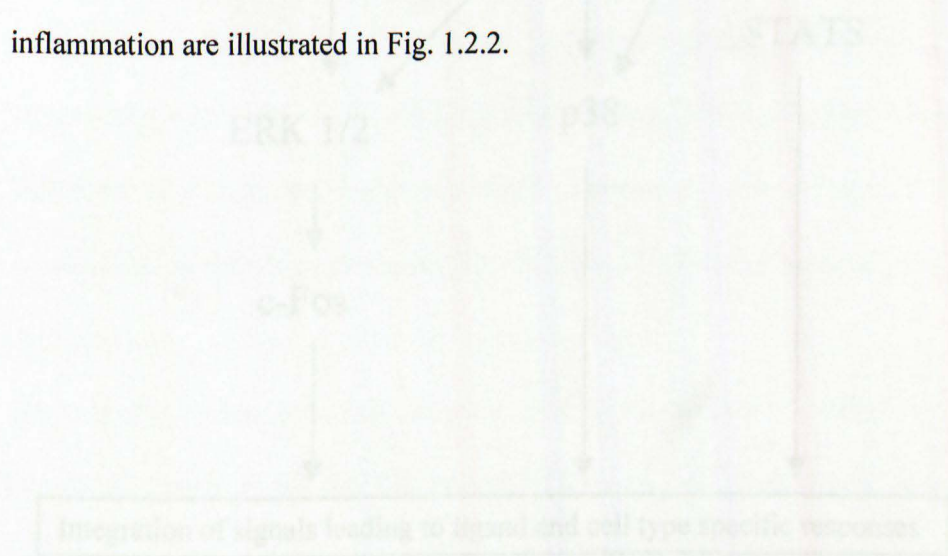 inflammation are illustrated in Fig. 1.2.2.
STATS
ERK 1/2
p38
c-Fos
Integration of signals leading to ligand and cell type specific responses